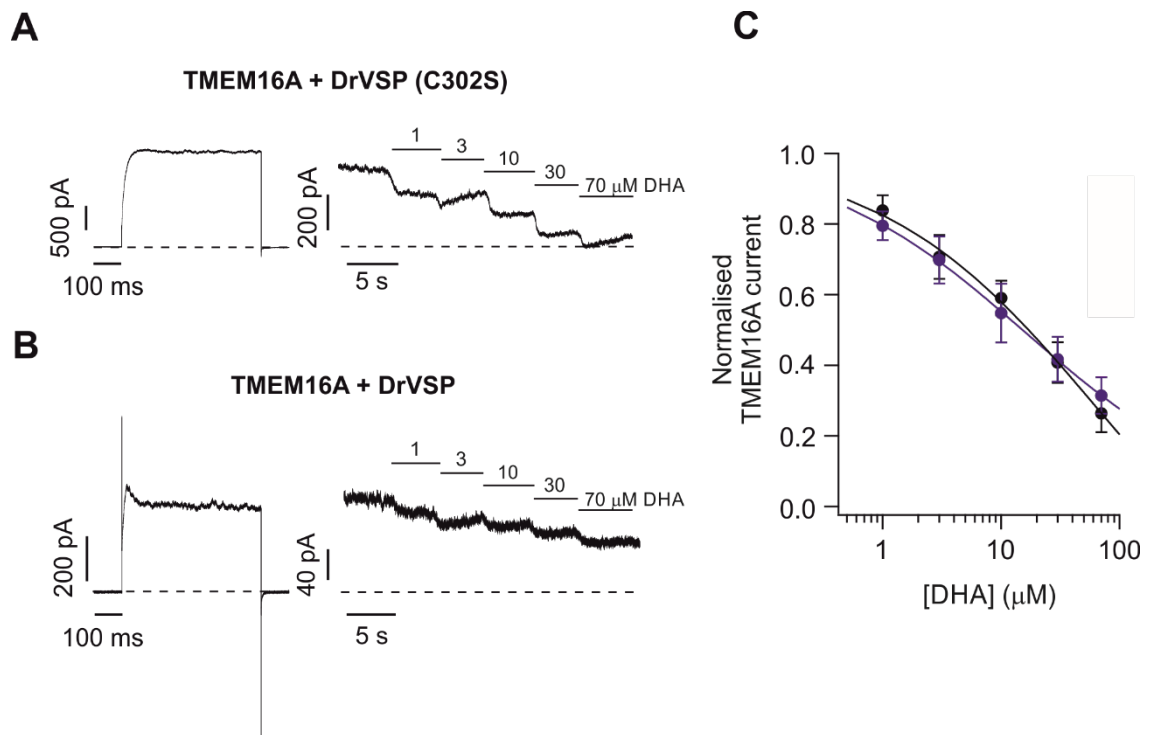 A
TMEM16A + DrVSP (C302S)
500 pA
100 ms
200 pA
5 s
1
3
10
30
70 μM DHA
B
TMEM16A + DrVSP
200 pA
100 ms
40 pA
5 s
1
3
10
30
70 μM DHA
C
Normalised
TMEM16A current
1.0
0.8
0.6
0.4
0.2
0.0
1
10
100
[DHA] (μM)